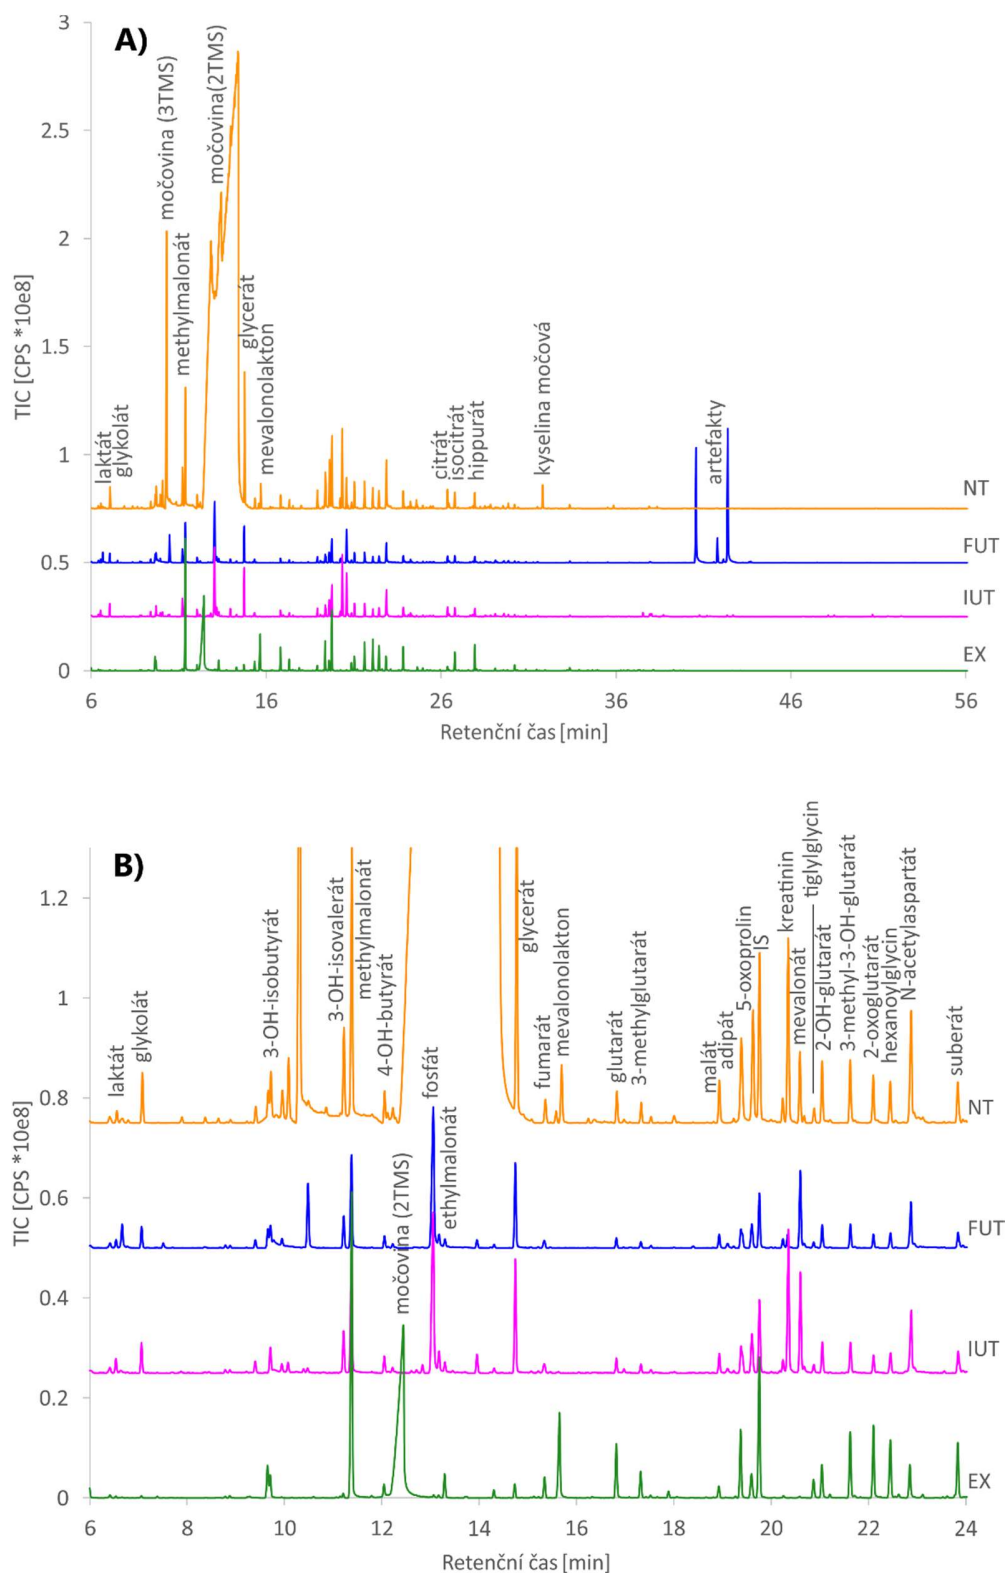 A)
TIC [CPS *10e8]
3
2.5
2
1.5
1
0.5
0
laktát
glykolát
močovina (3TMS)
methylmalonát
močovina(2TMS)
glycerát
mevalonolakton
citrát
isocitrát
hippurát
kyselina močová
artefakty
NT
FUT
IUT
EX
6 16 26 36 46 56
Retenční čas [min]
B)
TIC [CPS *10e8]
1.2
1
0.8
0.6
0.4
0.2
0
laktát
glykolát
3-OH-isobutyrát
3-OH-isovalerát
methylmalonát
4-OH-butyrát
močovina (2TMS)
fosfát
ethylmalonát
glycerát
fumarát
mevalonolakton
glutarát
3-methylglutarát
malát
adipát
5-oxoprolin
IS
kreatinin
mevalonát
tiglylglycin
2-OH-glutarát
3-methyl-3-OH-glutarát
2-oxoglutarát
hexanoylglycin
N-acetylaspartát
suberát
NT
FUT
IUT
EX
6 8 10 12 14 16 18 20 22 24
Retenční čas [min]